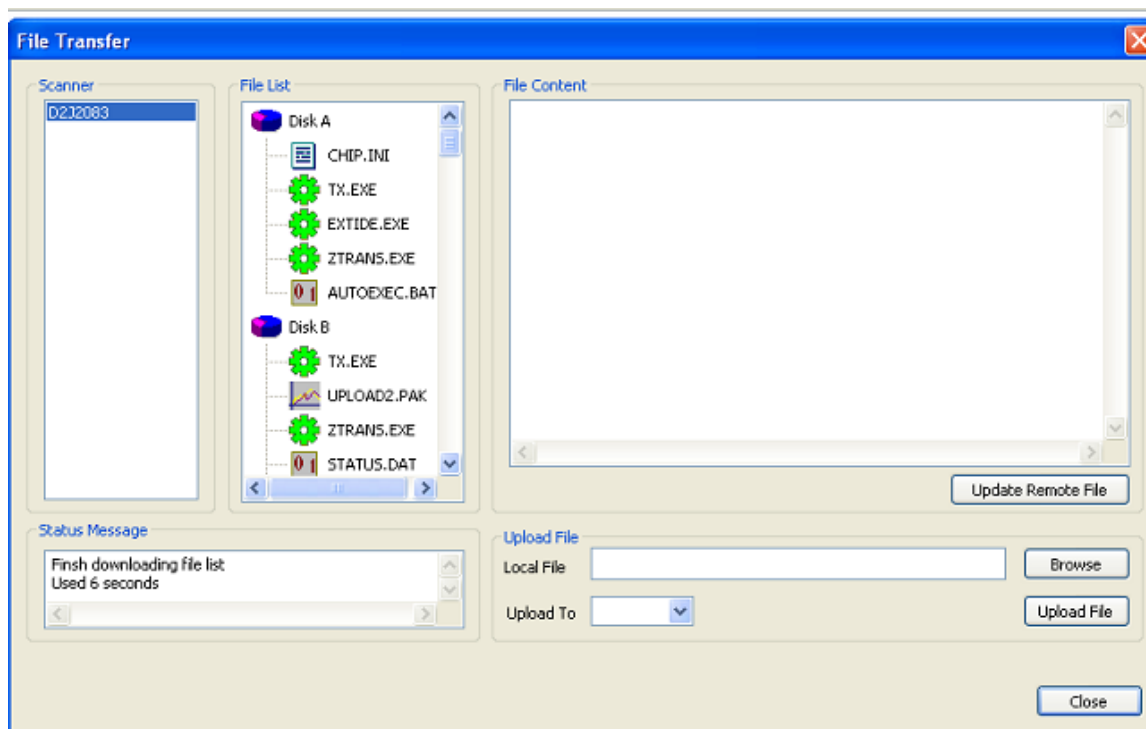 File Transfer
Scanner
D2J2083
File List
Disk A
CHIP.INI
TX.EXE
EXTIDE.EXE
ZTRANS.EXE
AUTOEXEC.BAT
Disk B
TX.EXE
UPLOAD2.PAK
ZTRANS.EXE
STATUS.DAT
File Content
Update Remote File
Status Message
Finsh downloading file list
Used 6 seconds
Upload File
Local File
Browse
Upload To
Upload File
Close